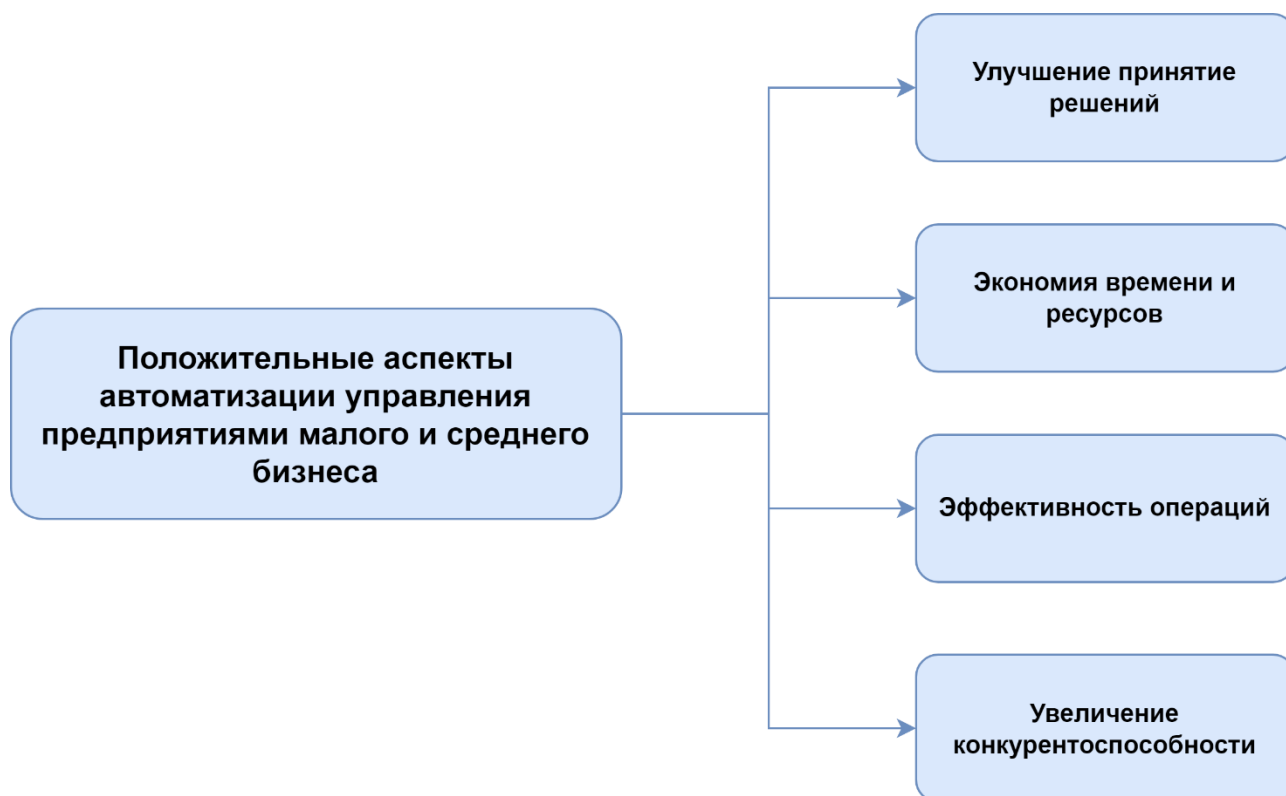 Улучшение принятие
решений
Экономия времени и
ресурсов
Положительные аспекты
автоматизации управления
предприятиями малого и среднего
бизнеса
Эффективность операций
Увеличение
конкурентоспособности